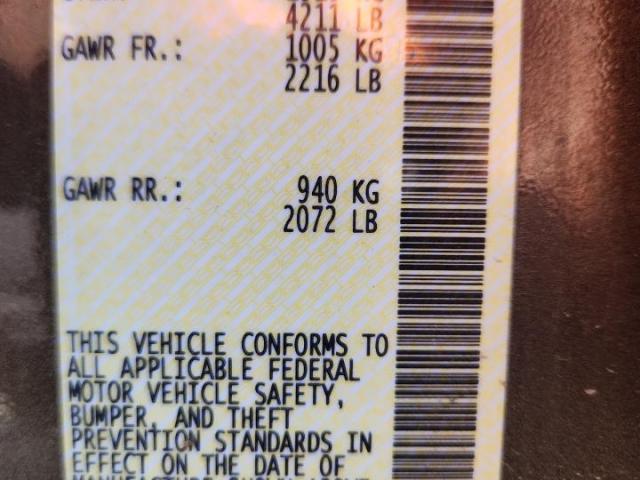 4211 LB
GAWR FR.: 1005 KG
2216 LB
GAWR RR.: 940 KG
2072 LB
THIS VEHICLE CONFORMS TO
ALL APPLICABLE FEDERAL
MOTOR VEHICLE SAFETY,
BUMPER, AND THEFT
PREVENTION STANDARDS IN
EFFECT ON THE DATE OF